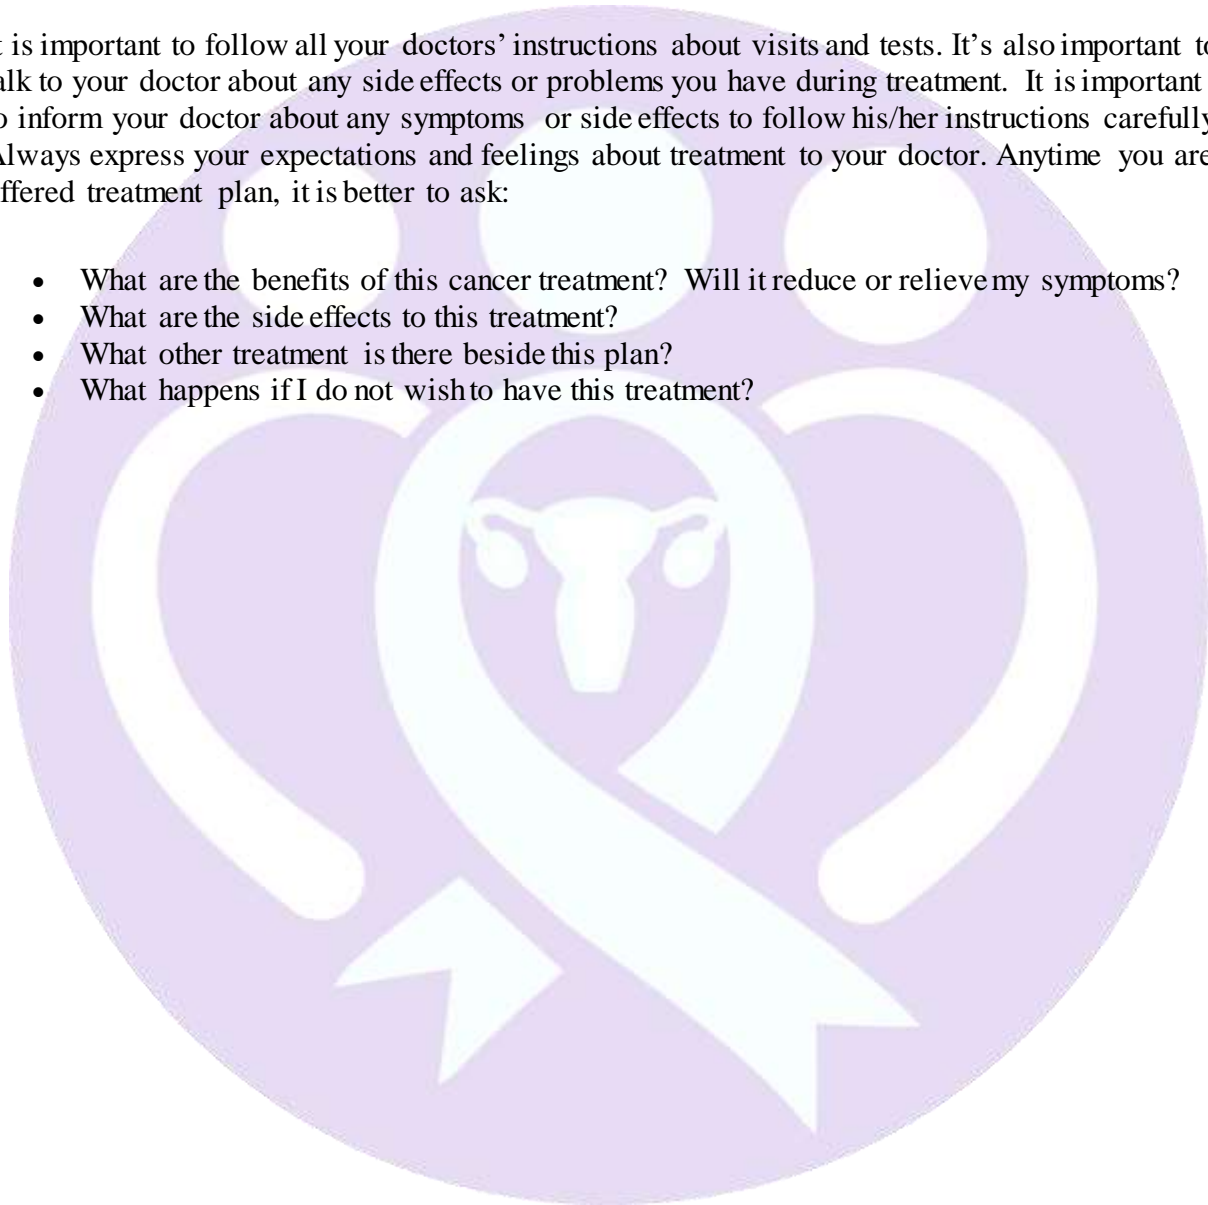 t is important to follow all your doctors’ instructions about visits and tests. It’s also important to
alk to your doctor about any side effects or problems you have during treatment. It is important
o inform your doctor about any symptoms or side effects to follow his/her instructions carefully
Always express your expectations and feelings about treatment to your doctor. Anytime you are
ffered treatment plan, it is better to ask:
• What are the benefits of this cancer treatment? Will it reduce or relieve my symptoms?
• What are the side effects to this treatment?
• What other treatment is there beside this plan?
• What happens if I do not wish to have this treatment?